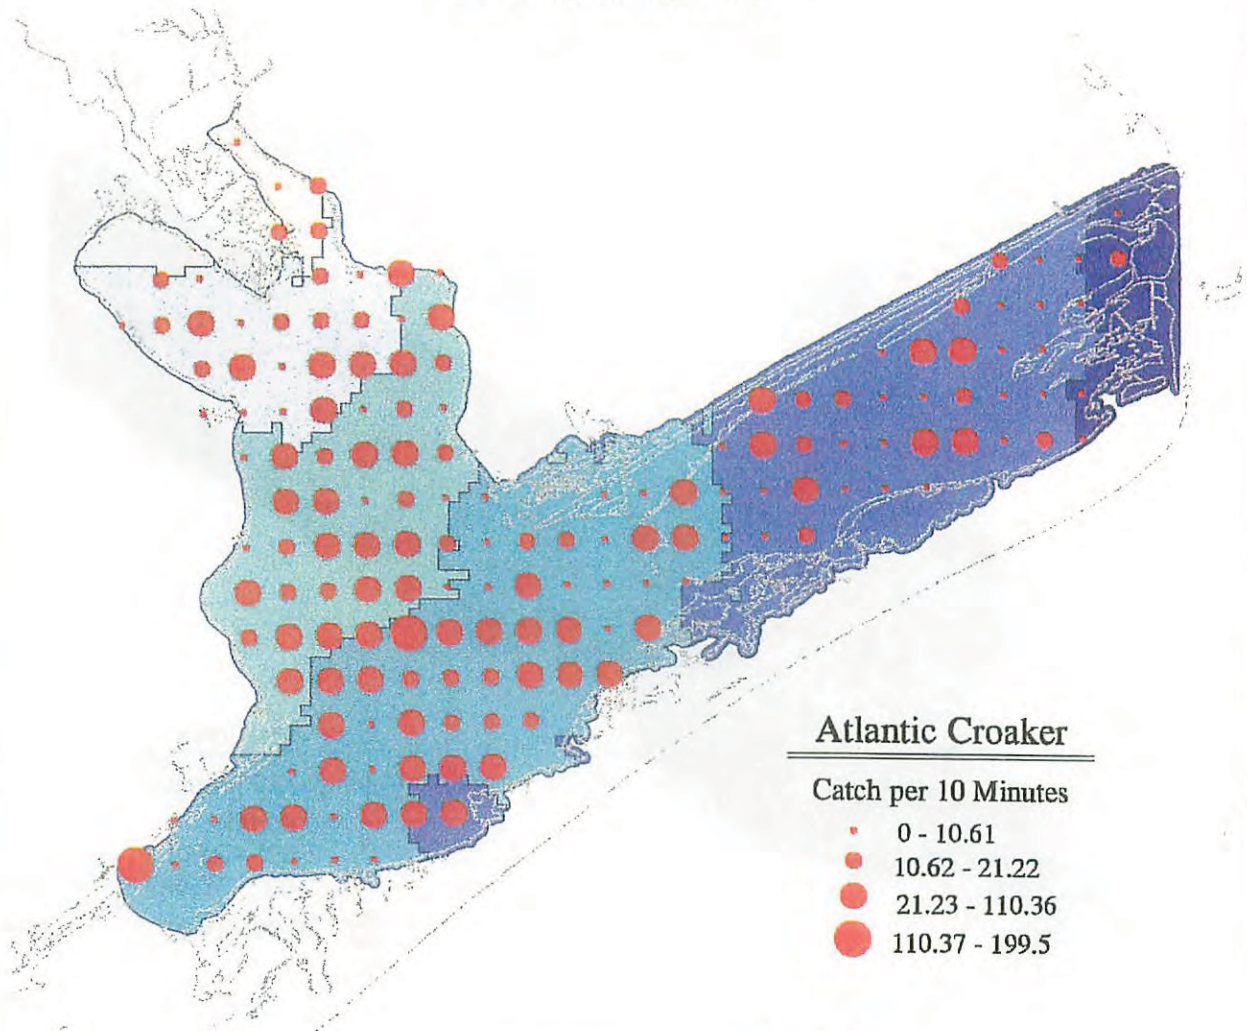 Atlantic Croaker
Catch per 10 Minutes
0 - 10.61
10.62 - 21.22
21.23 - 110.36
110.37 - 199.5